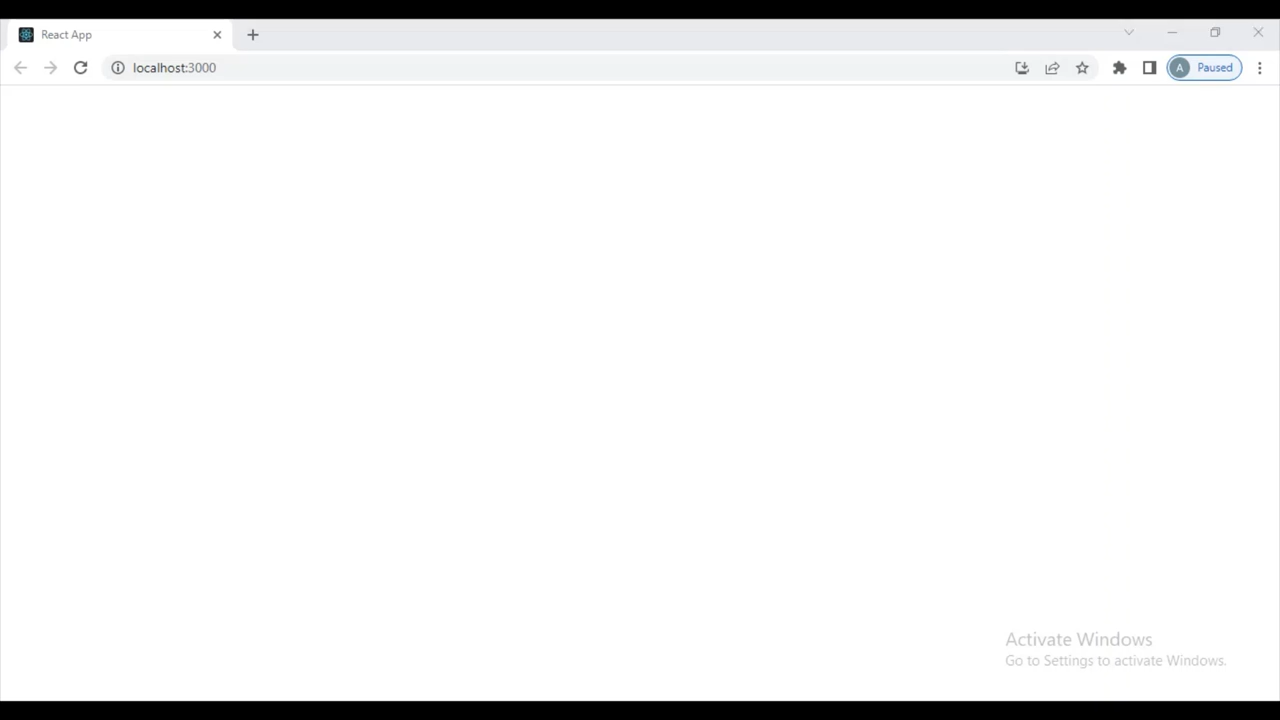 React App
localhost:3000
A Paused
Activate Windows
Go to Settings to activate Windows.